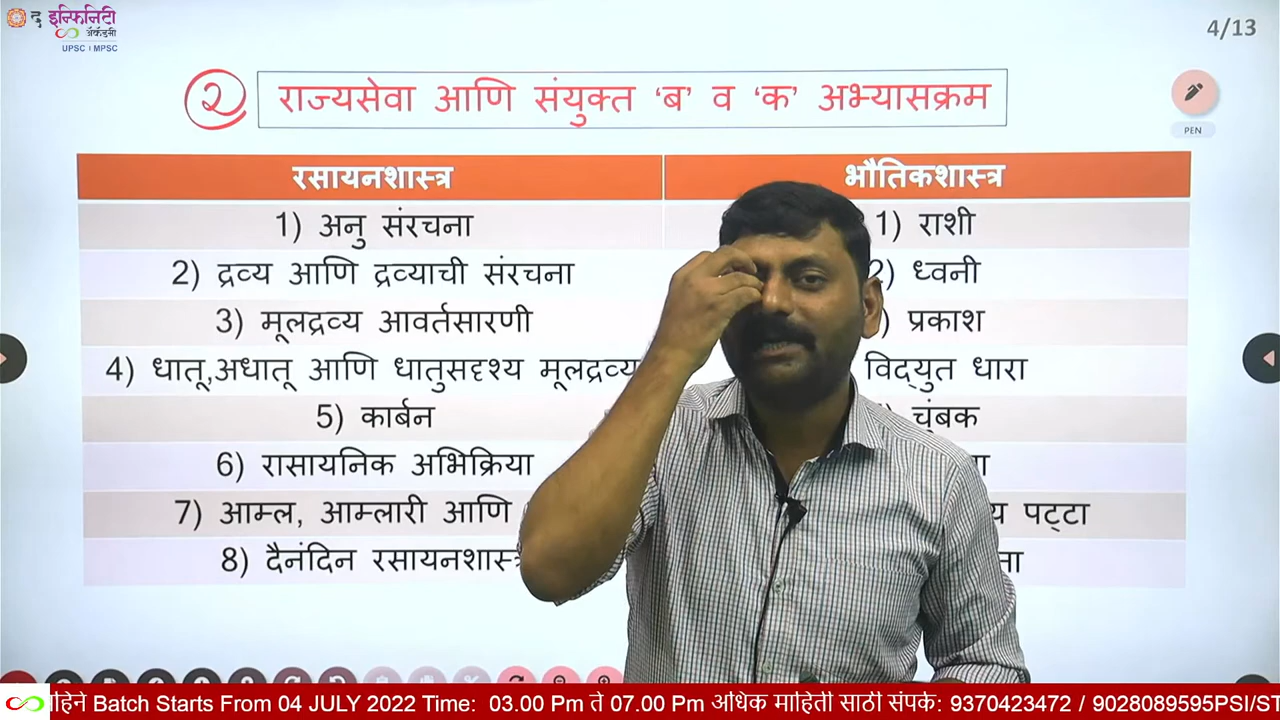 द इन्फिनिटी
अ‍ॅकॅडमी
UPSC । MPSC
4/13
PEN
२ राज्यसेवा आणि संयुक्त ‘ब’ व ‘क’ अभ्यासक्रम
रसायनशास्त्र भौतिकशास्त्र
1) अनु संरचना 1) राशी
2) द्रव्य आणि द्रव्याची संरचना 2) ध्वनी
3) मूलद्रव्य आवर्तसारणी ) प्रकाश
4) धातू,अधातू आणि धातुसदृश्य मूलद्रव्य विद्‌युत धारा
5) कार्बन ) चुंबक
6) रासायनिक अभिक्रिया
7) आम्ल, आम्लारी आणि पट्‌टा
8) दैनंदिन रसायनशास्त्र
हिने Batch Starts From 04 JULY 2022 Time: 03.00 Pm ते 07.00 Pm अधिक माहिती साठी संपर्क: 9370423472 / 9028089595PSI/ST